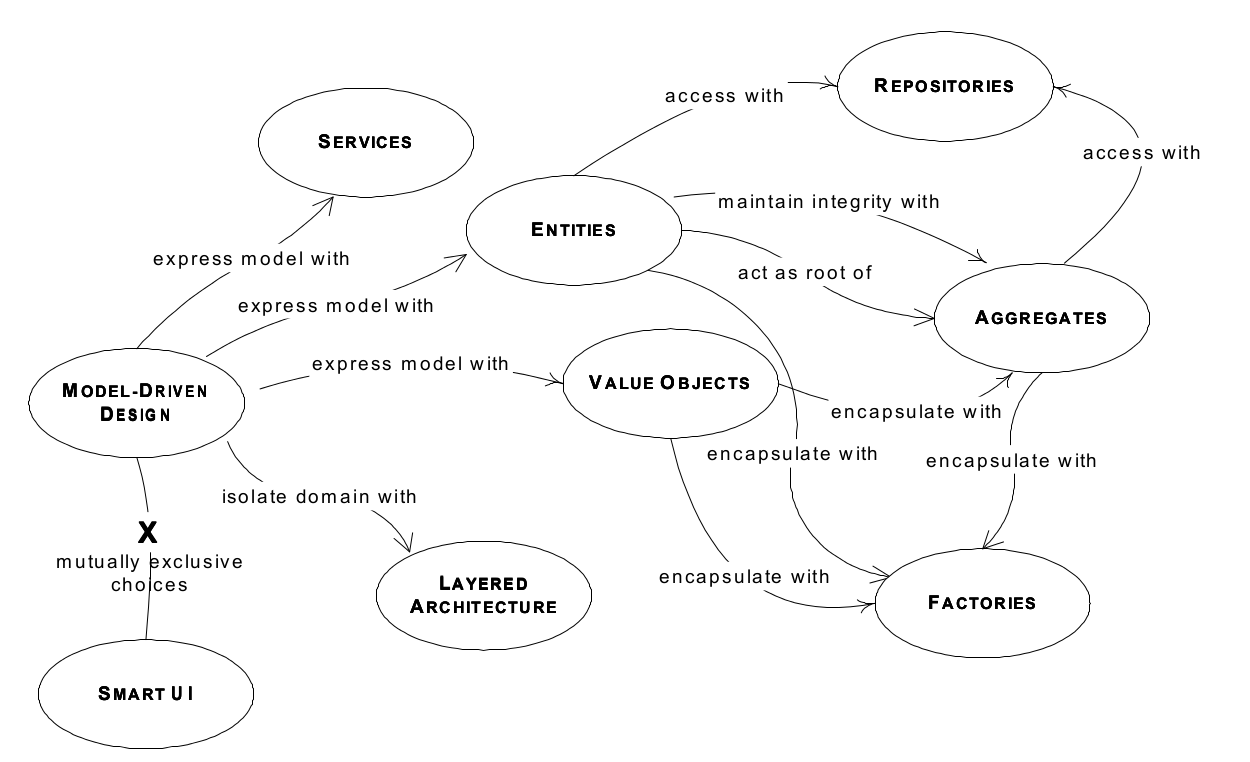 REPOSITORIES
access with
SERVICES
access with
maintain integrity with
ENTITIES
express model with
act as root of
express model with
AGGREGATES
express model with
VALUE OBJECTS
MODEL-DRIVEN
DESIGN
encapsulate with
encapsulate with
encapsulate with
isolate domain with
X
mutually exclusive
choices
encapsulate with
LAYERED
ARCHITECTURE
FACTORIES
SMART UI